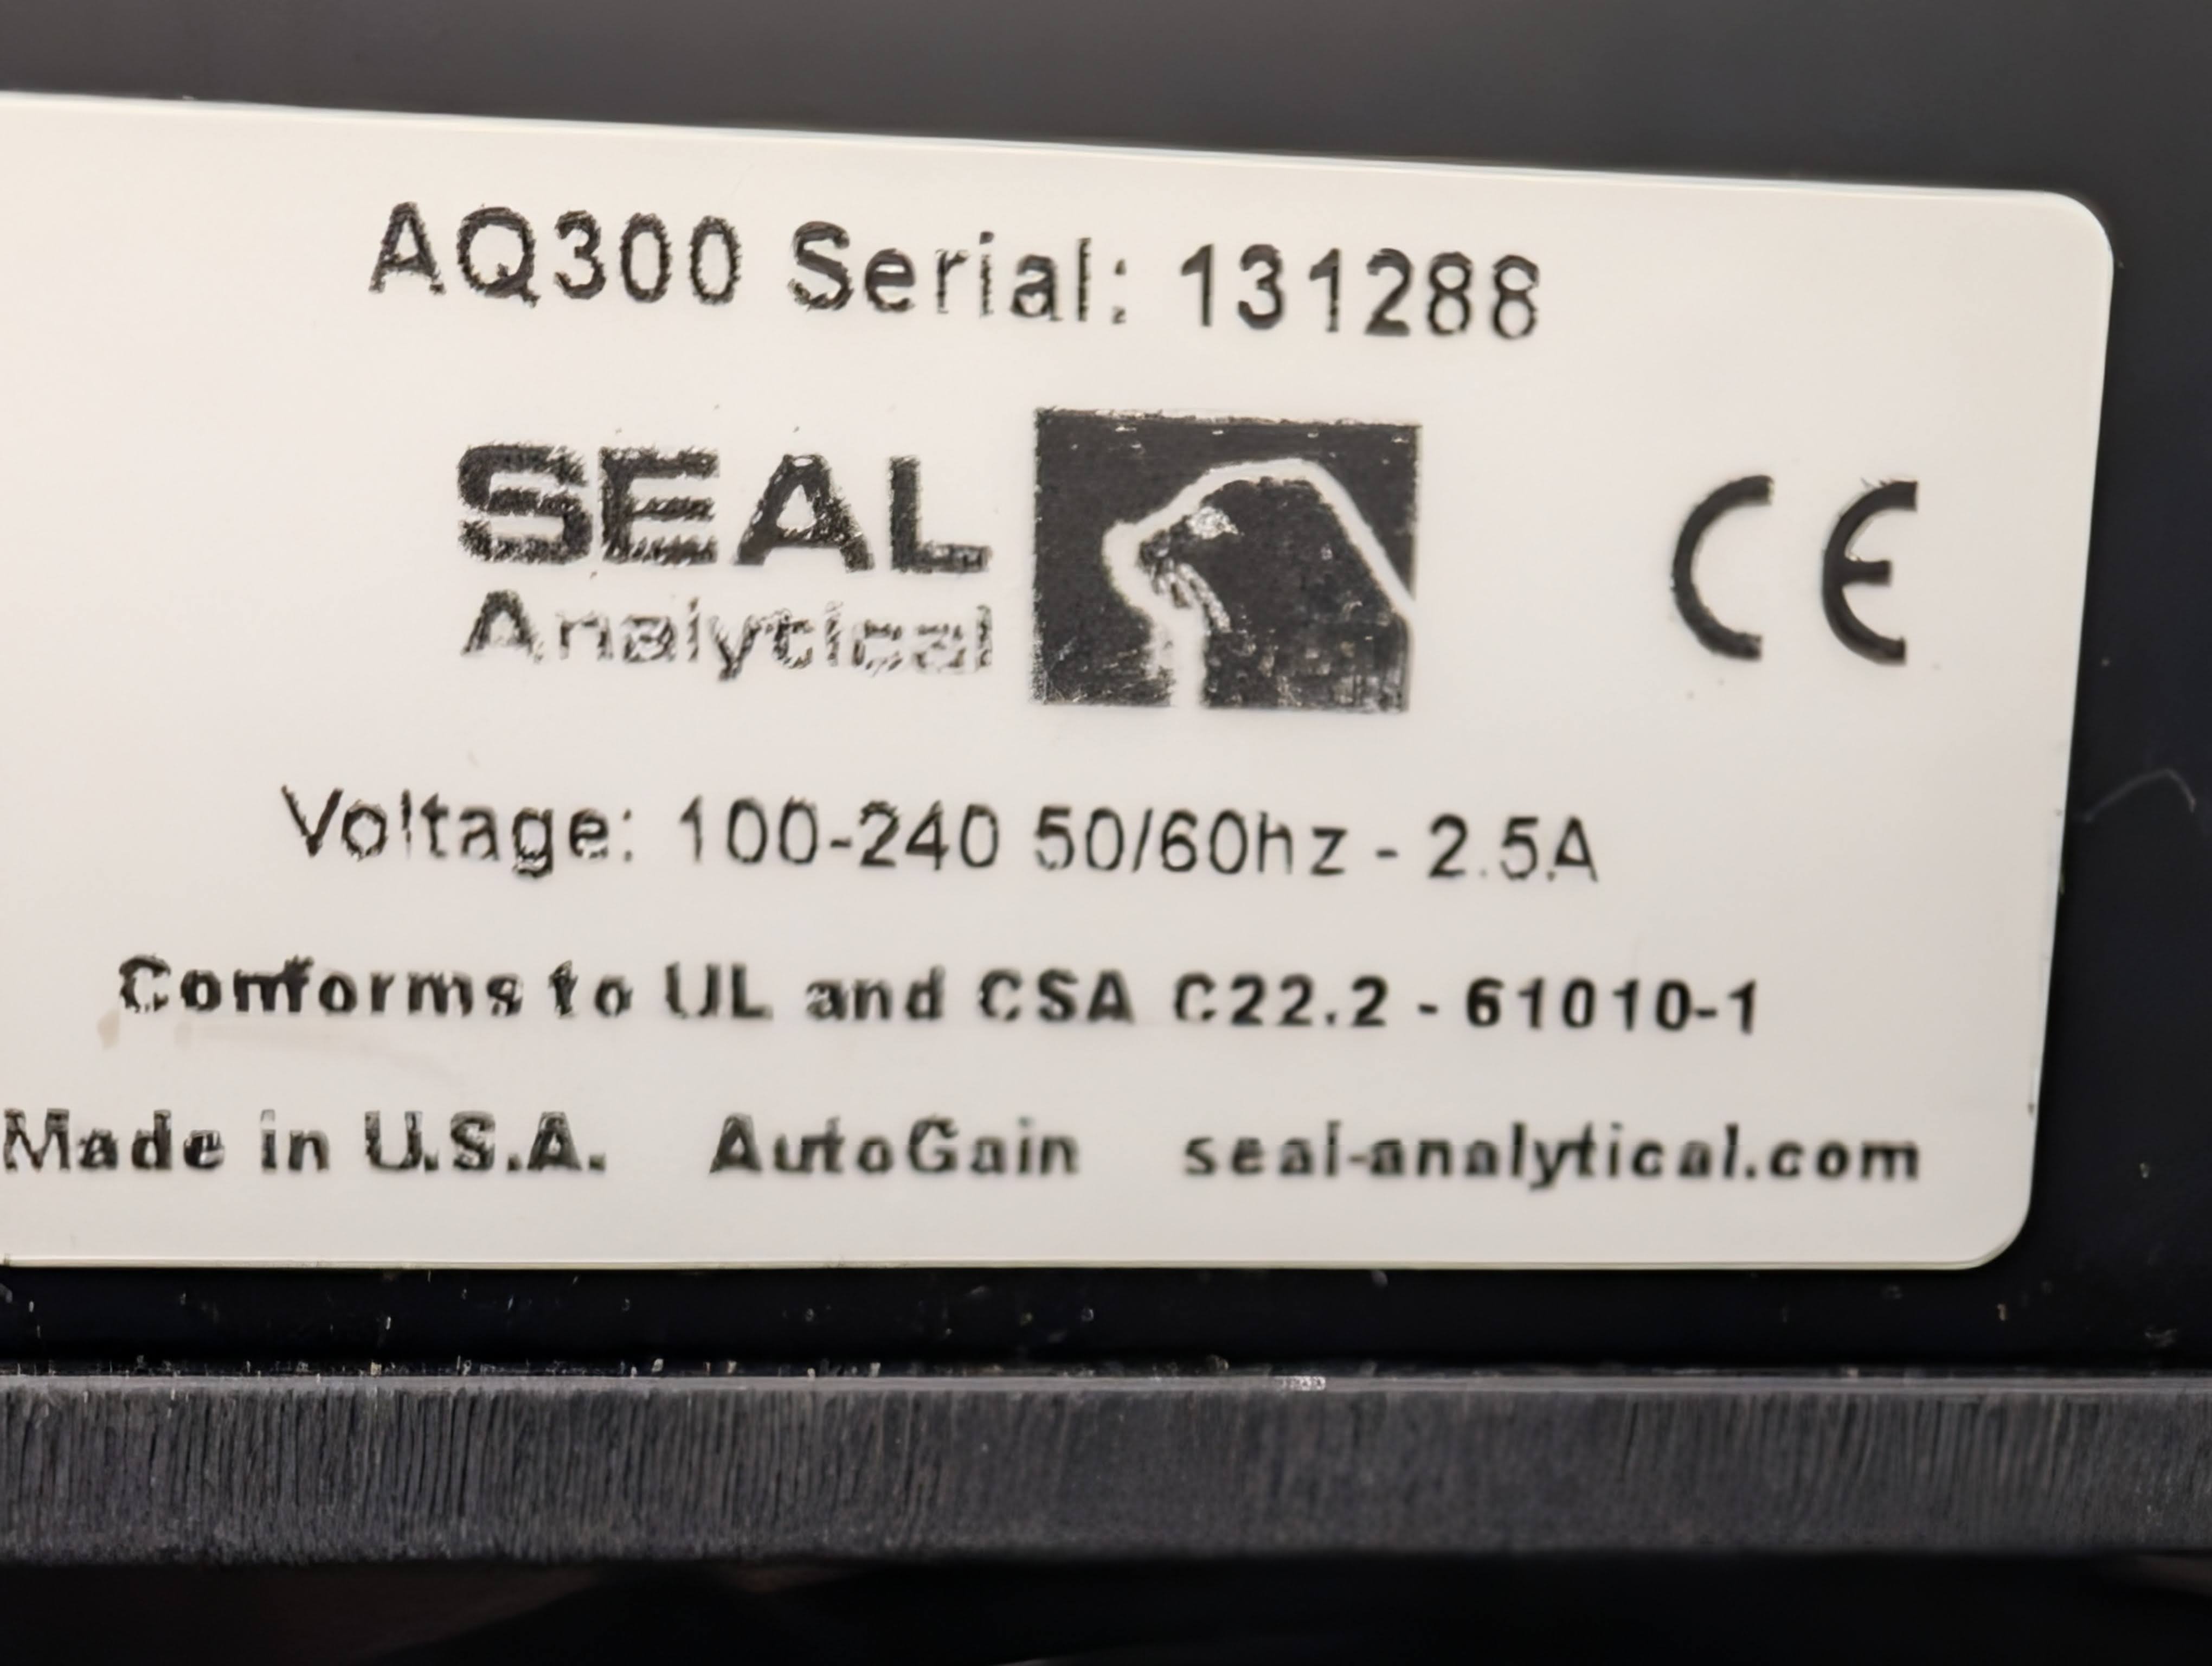 AQ300 Serial: 131288
SEAL
Analytical
CE
Voltage: 100-240 50/60hz - 2.5A
Conforms to UL and CSA C22.2 - 61010-1
Made in U.S.A. AutoGain seal-analytical.com